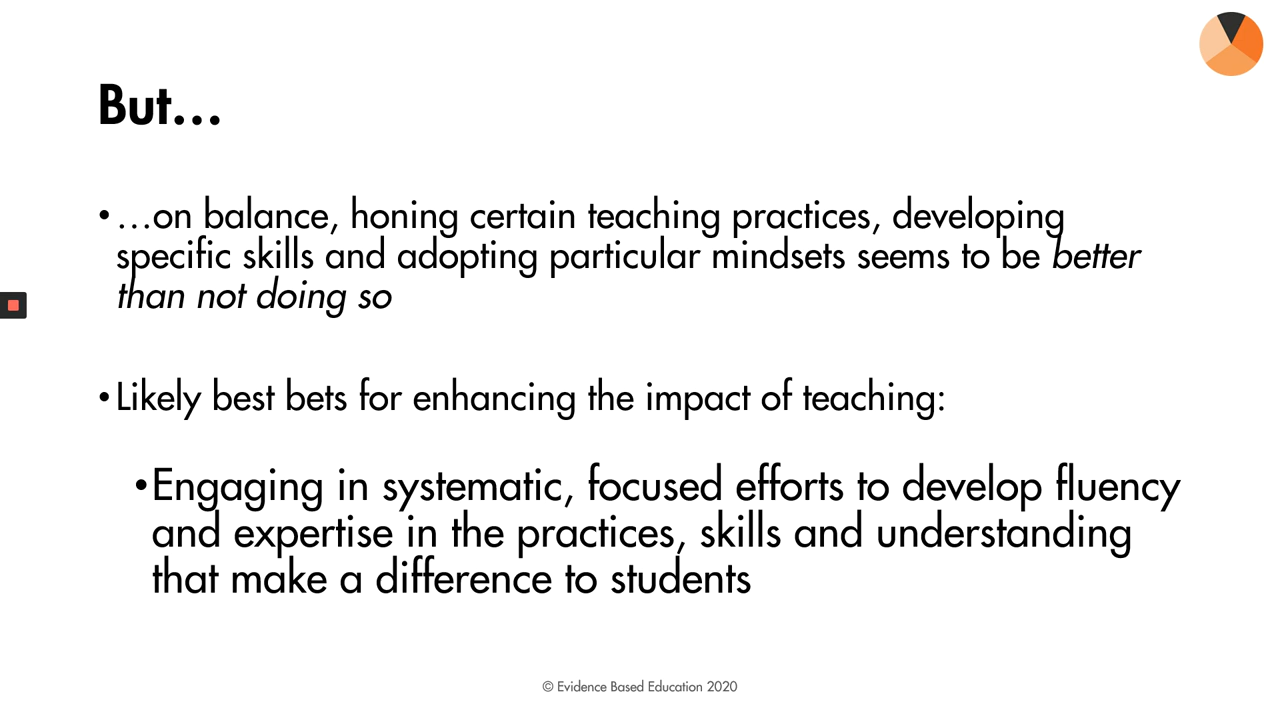 But…
• …on balance, honing certain teaching practices, developing
specific skills and adopting particular mindsets seems to be better
than not doing so
• Likely best bets for enhancing the impact of teaching:
• Engaging in systematic, focused efforts to develop fluency
and expertise in the practices, skills and understanding
that make a difference to students
© Evidence Based Education 2020